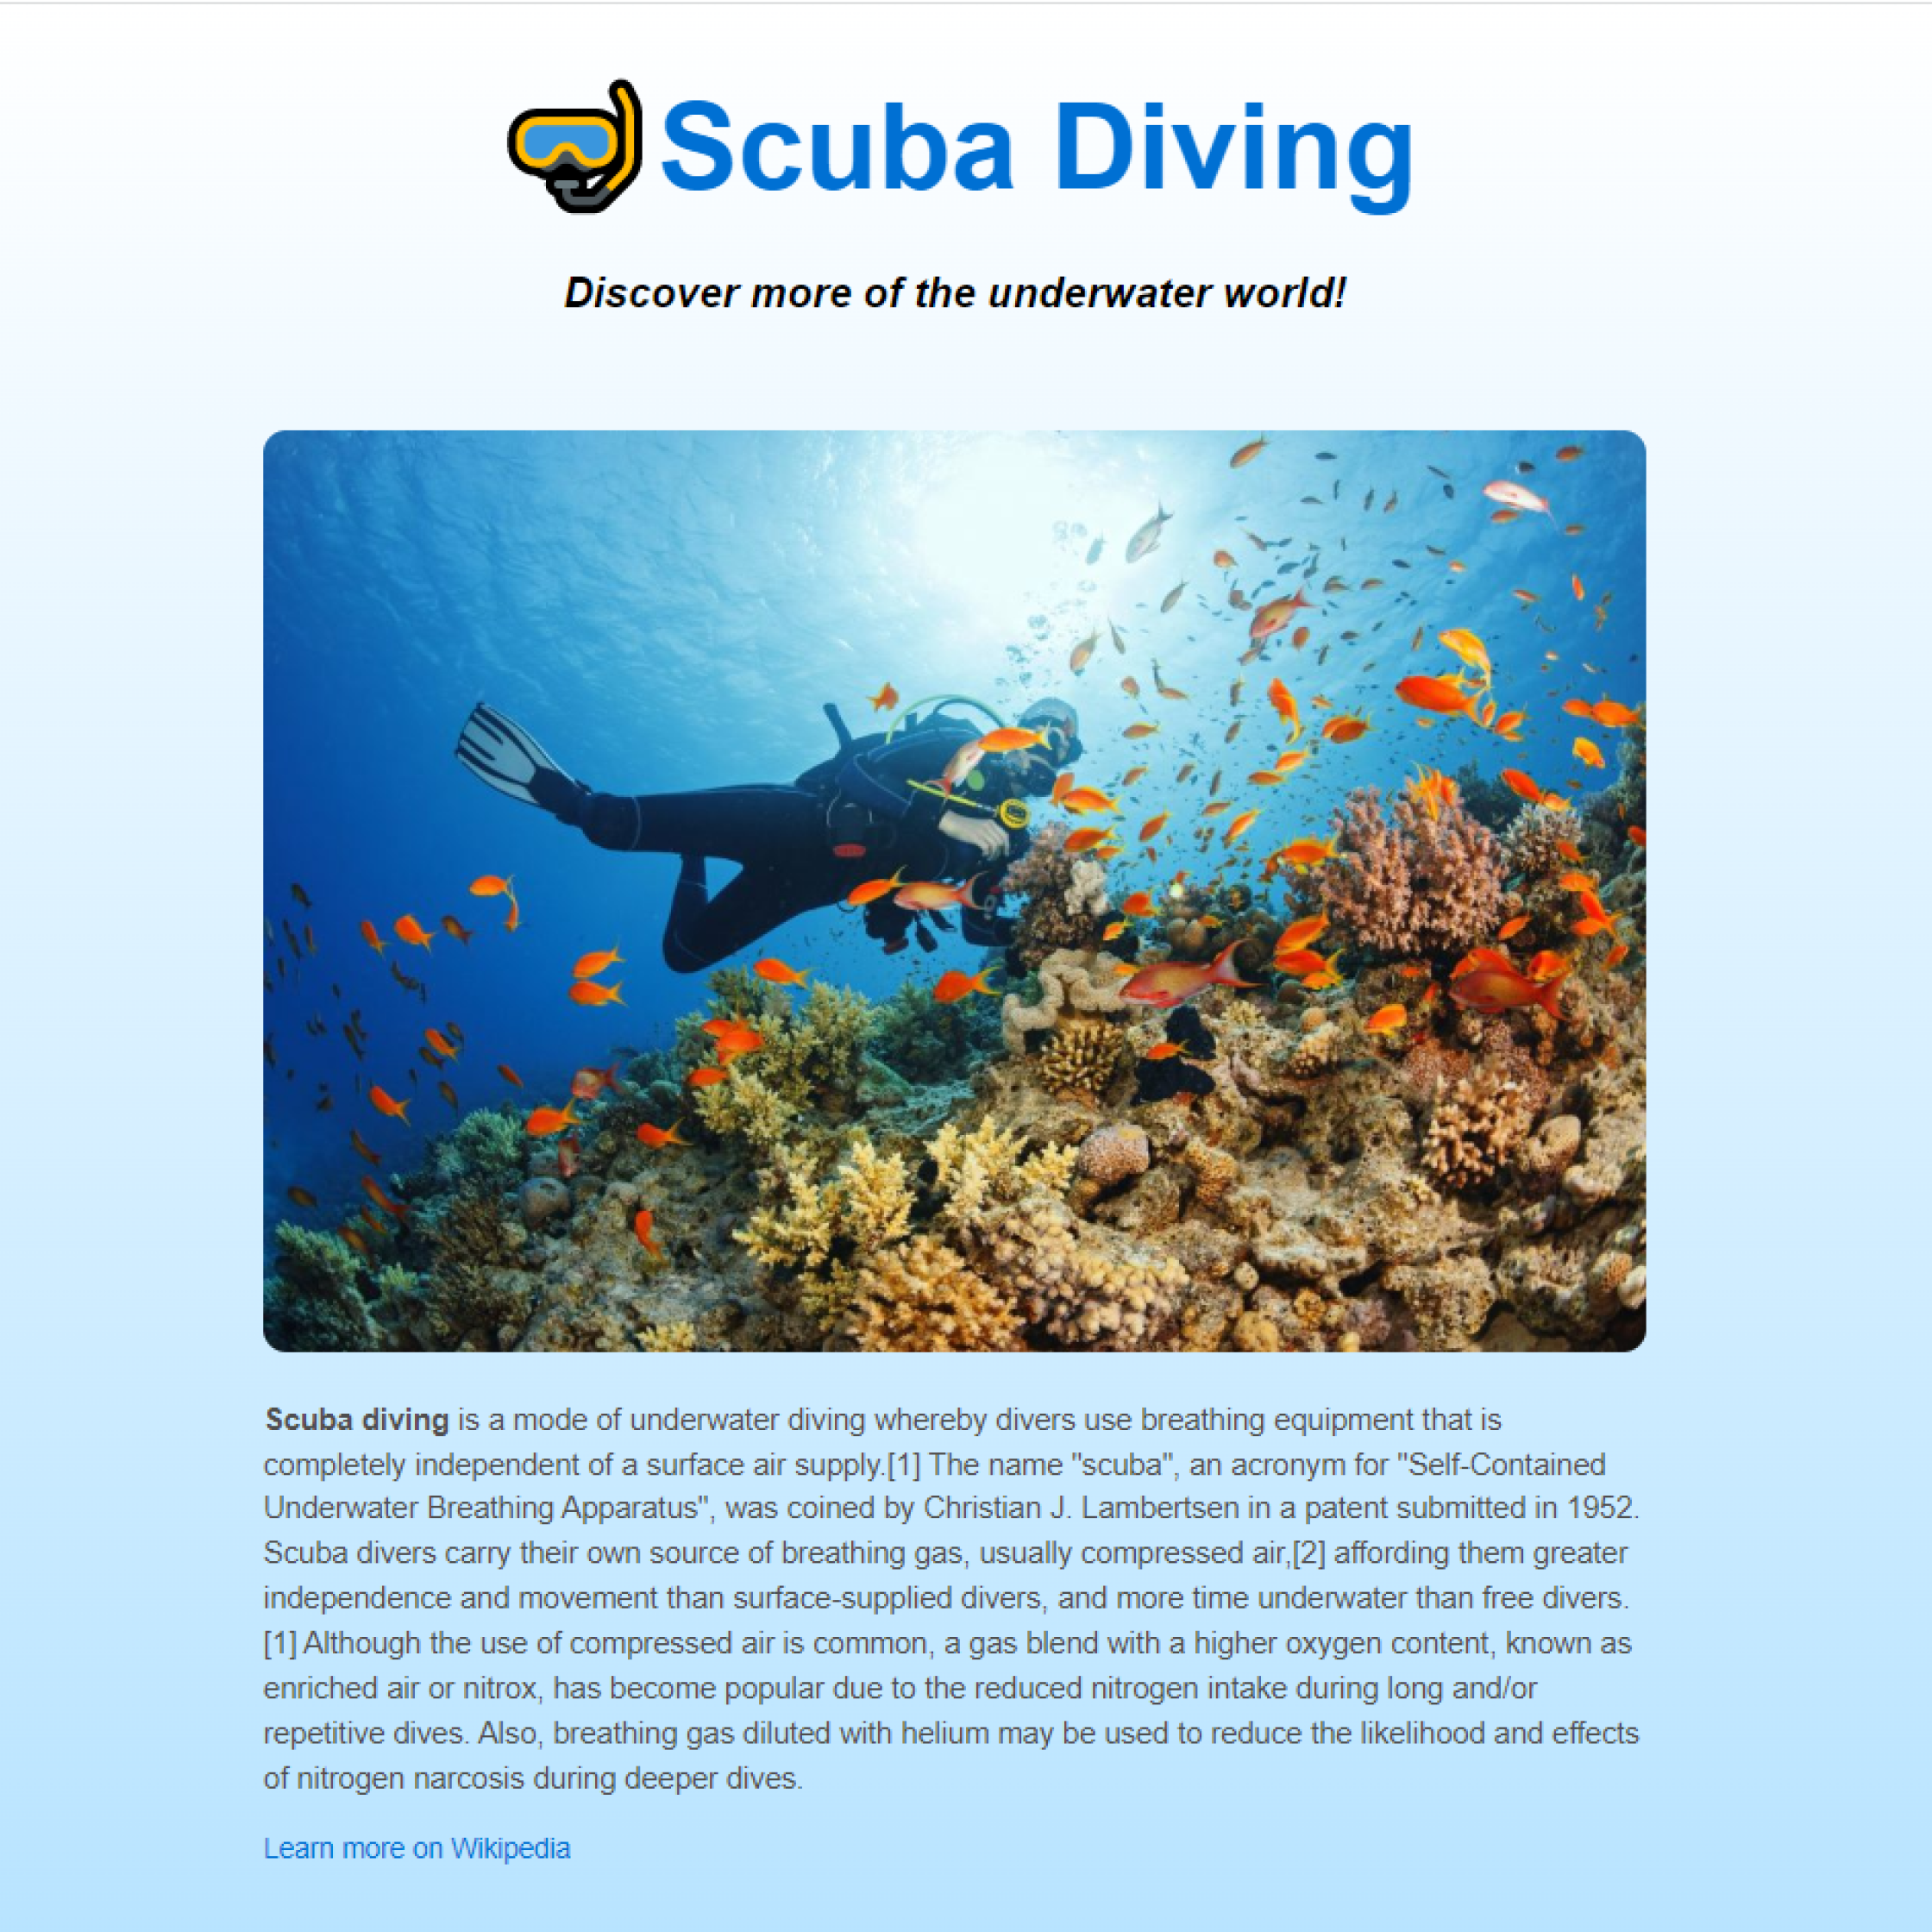 Scuba Diving
Discover more of the underwater world!
Scuba diving is a mode of underwater diving whereby divers use breathing equipment that is
completely independent of a surface air supply.[1] The name "scuba", an acronym for "Self-Contained
Underwater Breathing Apparatus", was coined by Christian J. Lambertsen in a patent submitted in 1952.
Scuba divers carry their own source of breathing gas, usually compressed air,[2] affording them greater
independence and movement than surface-supplied divers, and more time underwater than free divers.
[1] Although the use of compressed air is common, a gas blend with a higher oxygen content, known as
enriched air or nitrox, has become popular due to the reduced nitrogen intake during long and/or
repetitive dives. Also, breathing gas diluted with helium may be used to reduce the likelihood and effects
of nitrogen narcosis during deeper dives.
Learn more on Wikipedia